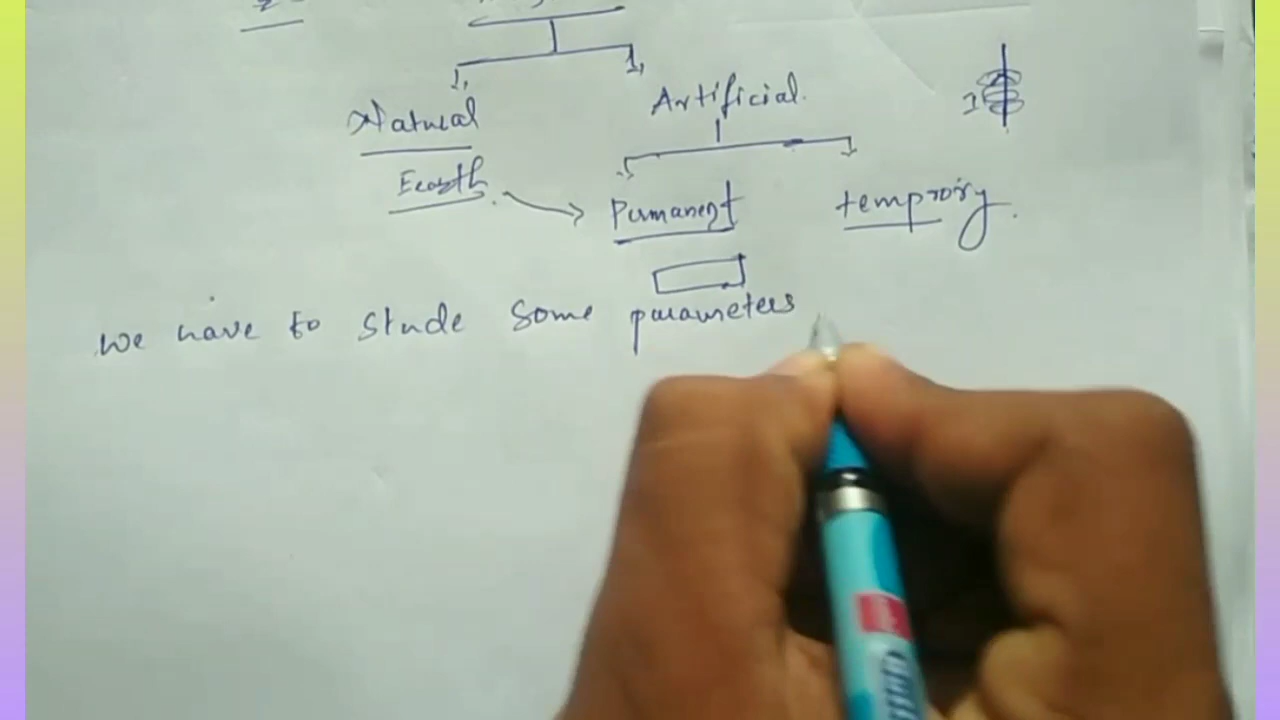 Natural
Artificial.
I
Earth
Permanent
temprory.
we have to stude some parameters